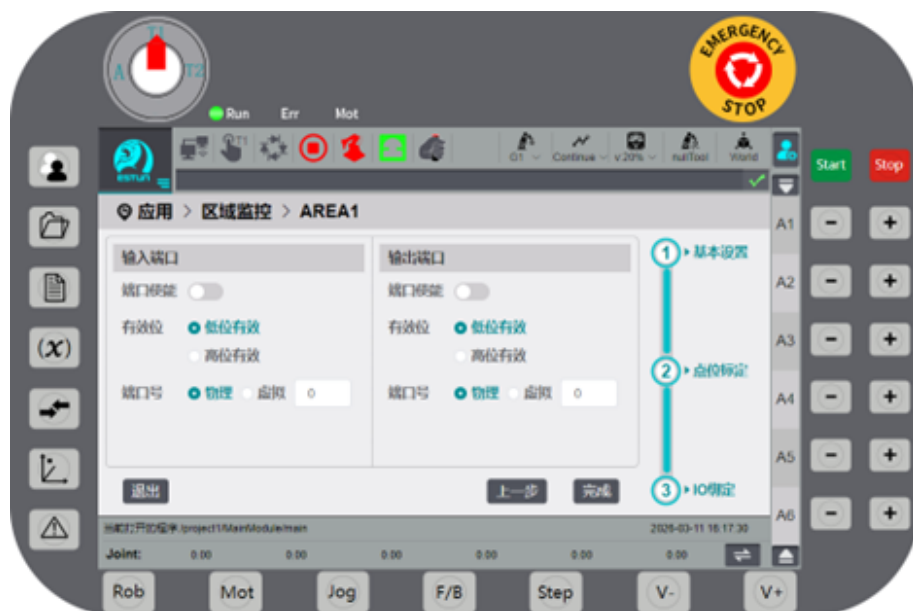 EMERGENCY
STOP
T1
A
T2
Run Err Mot
ESTUN
T1
G1 Continue v 20% nullTool World
Start Stop
应用 > 区域监控 > AREA1
A1 - +
输入端口 输出端口 1 基本设置
端口使能 端口使能
A2 - +
有效位 低位有效 有效位 低位有效
(x) 高位有效 高位有效
A3 - +
2 点位标定
端口号 物理 虚拟 0 端口号 物理 虚拟 0
A4 - +
A5 - +
退出 上一步 完成 3 IO绑定
A6 - +
当前打开的程序:/project1/MainModule/main 2026-03-11 16:17:30
Joint: 0.00 0.00 0.00 0.00 0.00 0.00
Rob Mot Jog F/B Step V- V+